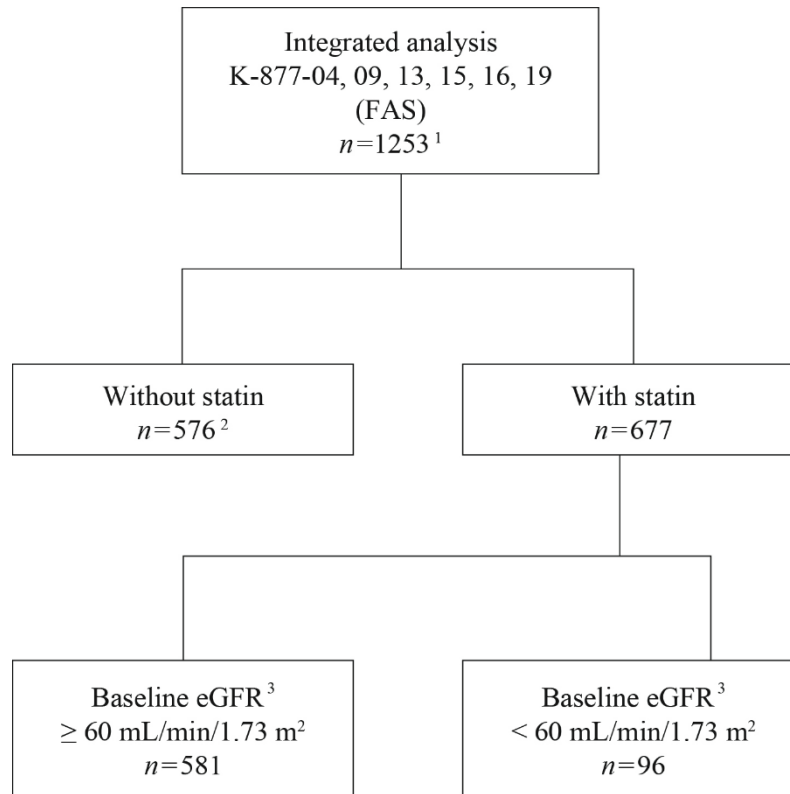 Integrated analysis
K-877-04, 09, 13, 15, 16, 19
(FAS)
n=1253 ¹
Without statin
n=576 ²
With statin
n=677
Baseline eGFR ³
≥ 60 mL/min/1.73 m²
n=581
Baseline eGFR ³
< 60 mL/min/1.73 m²
n=96